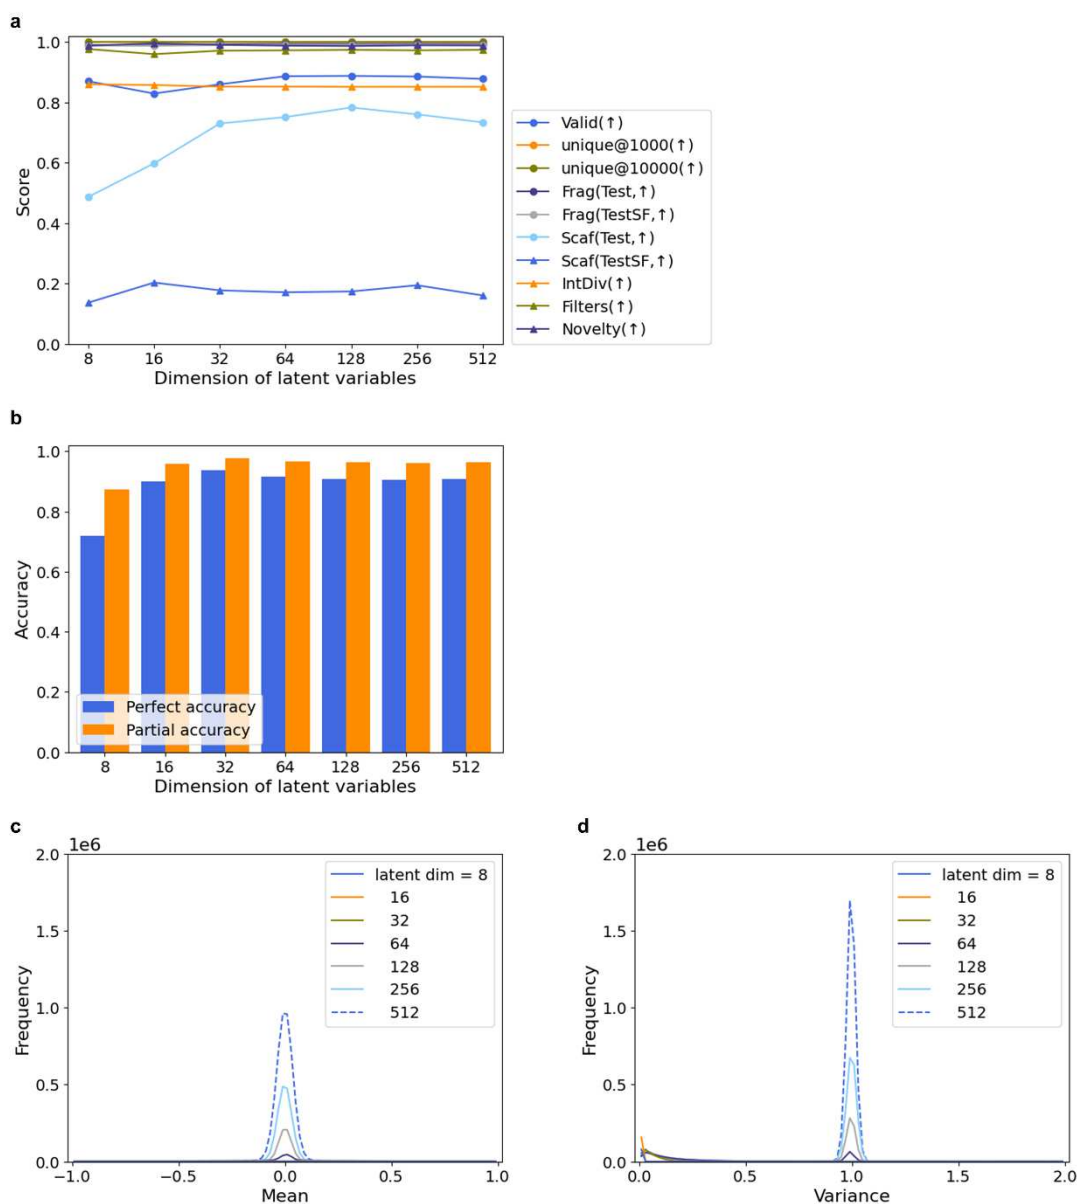 a
1.0
0.8
0.6
0.4
0.2
0.0
Score
8 16 32 64 128 256 512
Dimension of latent variables
Valid(↑)
unique@1000(↑)
unique@10000(↑)
Frag(Test,↑)
Frag(TestSF,↑)
Scaf(Test,↑)
Scaf(TestSF,↑)
IntDiv(↑)
Filters(↑)
Novelty(↑)
b
1.0
0.8
0.6
0.4
0.2
0.0
Accuracy
Perfect accuracy
Partial accuracy
8 16 32 64 128 256 512
Dimension of latent variables
c
1e6
2.0
1.5
1.0
0.5
0.0
Frequency
latent dim = 8
16
32
64
128
256
512
−1.0 −0.5 0.0 0.5 1.0
Mean
d
1e6
2.0
1.5
1.0
0.5
0.0
Frequency
latent dim = 8
16
32
64
128
256
512
0.0 0.5 1.0 1.5 2.0
Variance